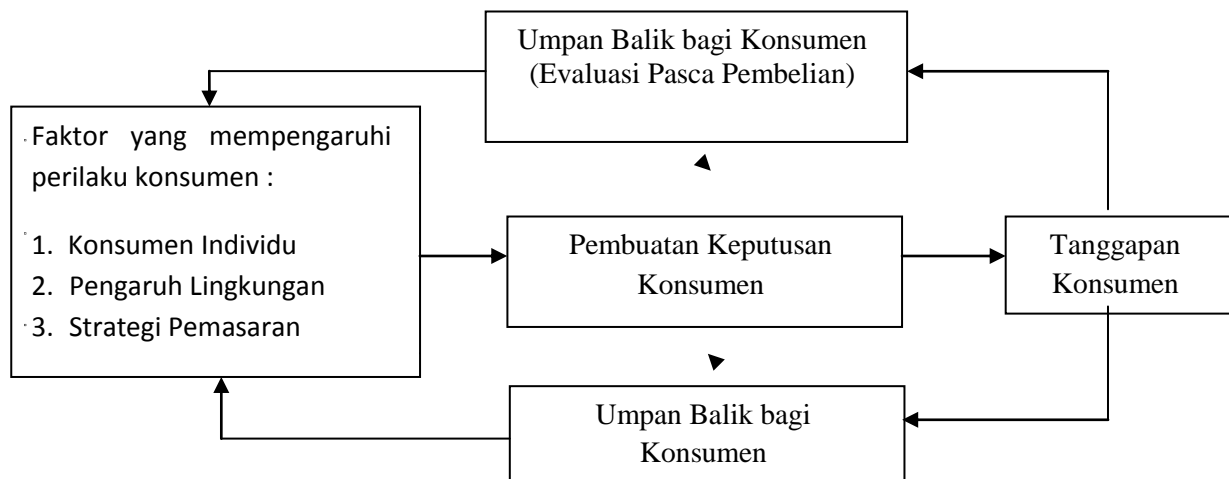 Umpan Balik bagi Konsumen
(Evaluasi Pasca Pembelian)
Faktor yang mempengaruhi
perilaku konsumen :
1. Konsumen Individu
2. Pengaruh Lingkungan
3. Strategi Pemasaran
Pembuatan Keputusan
Konsumen
Tanggapan
Konsumen
Umpan Balik bagi
Konsumen